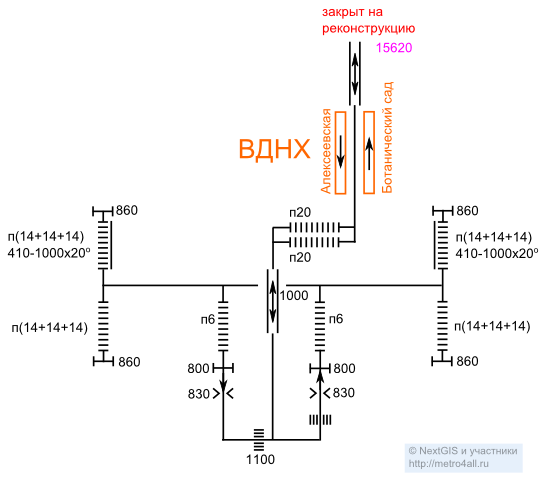 закрыт на
реконструкцию
15620
Алексеевская
Ботанический сад
ВДНХ
п20
п20
860
860
п(14+14+14)
410-1000x20°
п(14+14+14)
410-1000x20°
1000
п6
п6
п(14+14+14)
п(14+14+14)
860
860
800
800
830
830
1100
© NextGIS и участники
http://metro4all.ru